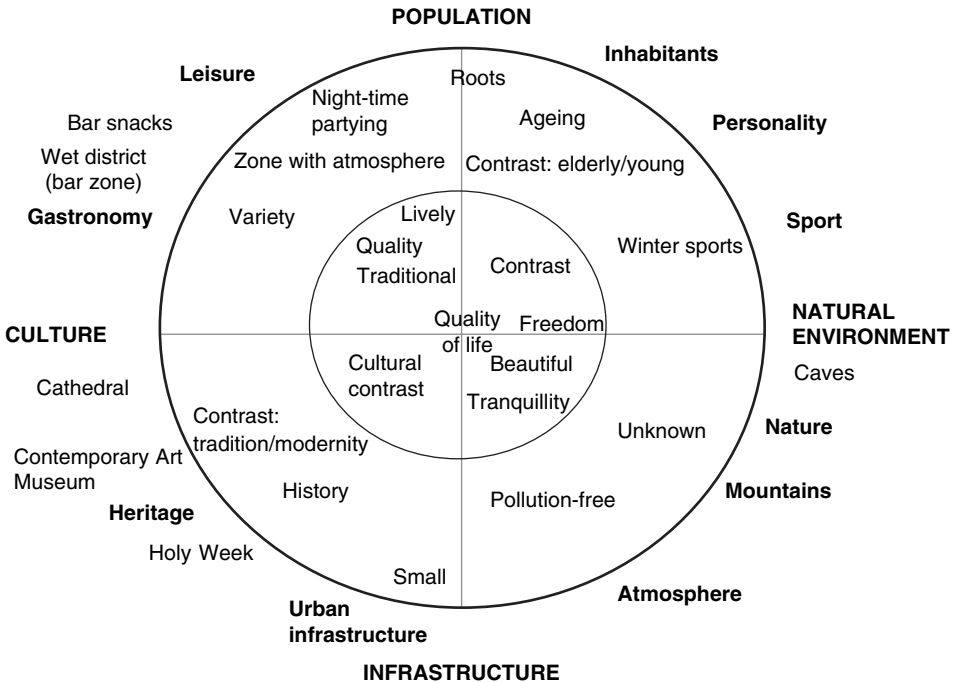 POPULATION
Leisure
Inhabitants
Roots
Night-time
partying
Ageing
Bar snacks
Personality
Wet district
(bar zone)
Zone with atmosphere
Contrast: elderly/young
Gastronomy
Variety
Lively
Sport
Quality
Winter sports
Traditional
Contrast
CULTURE
Quality
of life
Freedom
NATURAL
ENVIRONMENT
Cultural
contrast
Beautiful
Caves
Cathedral
Tranquillity
Contrast:
tradition/modernity
Unknown
Nature
Contemporary Art
Museum
History
Pollution-free
Mountains
Heritage
Holy Week
Small
Atmosphere
Urban
infrastructure
INFRASTRUCTURE